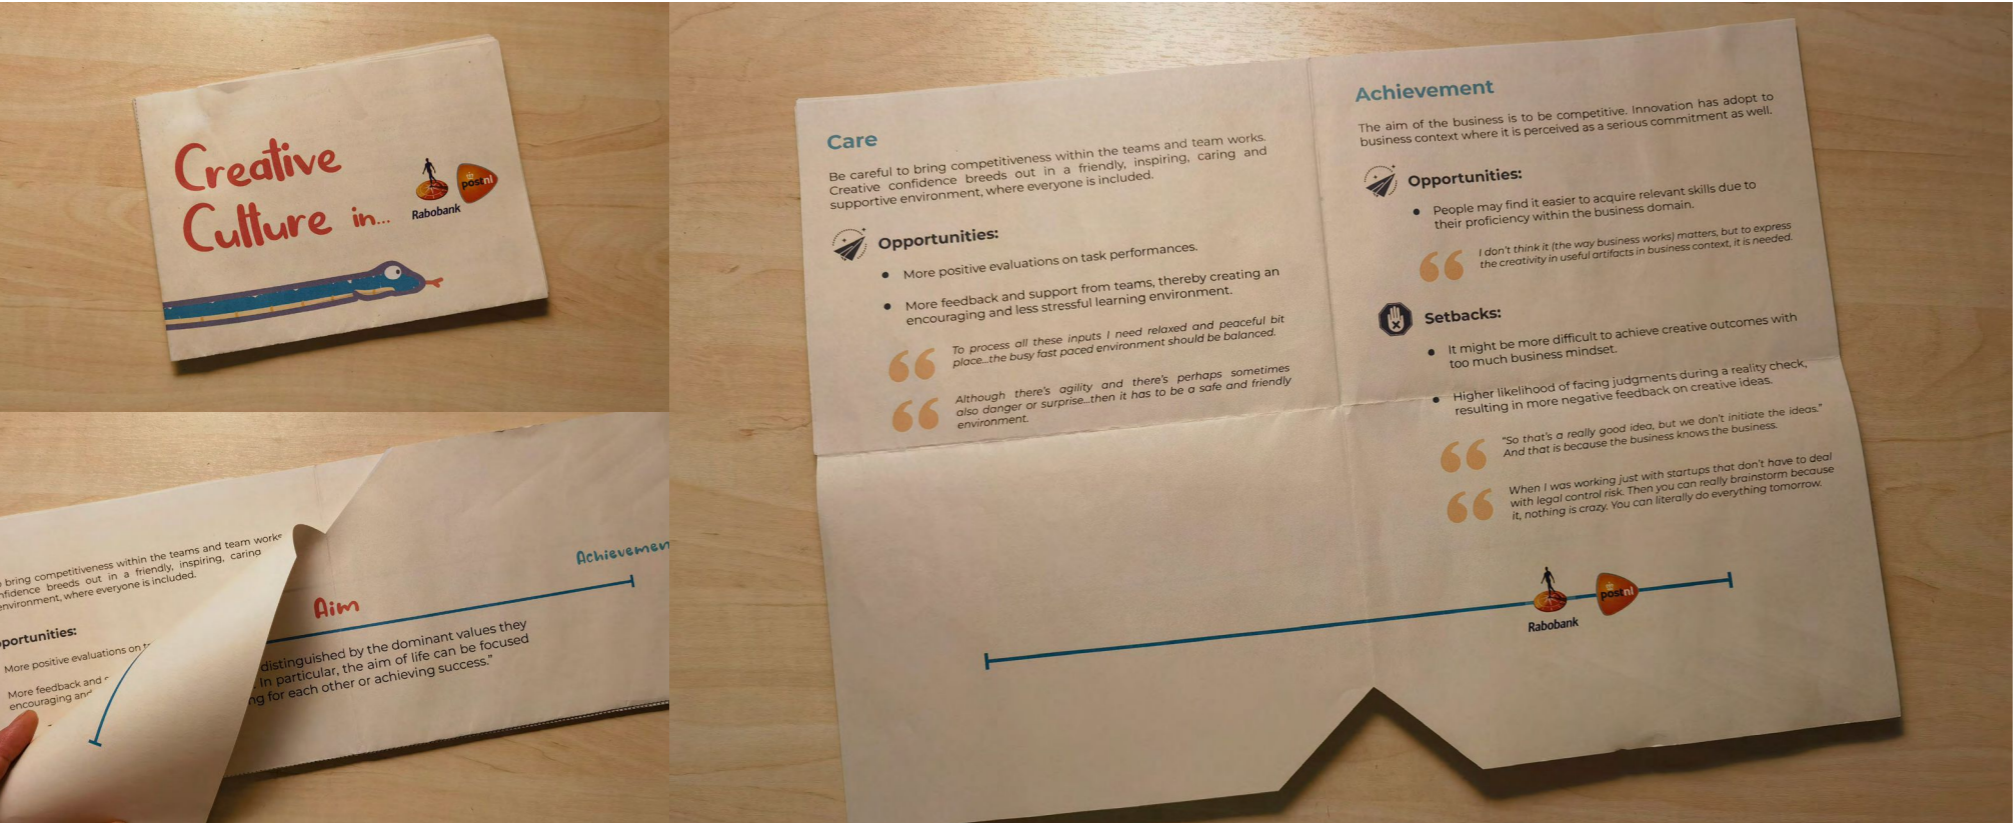 Creative
Culture in...
Rabobank
postnl
bring competitiveness within the teams and team works
breeds out in a friendly, inspiring, caring
environment, where everyone is included.
More positive evaluations on
More feedback and
encouraging and
Achievemen
Aim
distinguished by the dominant values they
In particular, the aim of life can be focused
for each other or achieving success."
Care
Be careful to bring competitiveness within the teams and team works.
Creative confidence breeds out in a friendly, inspiring, caring and
supportive environment, where everyone is included.
Opportunities:
More positive evaluations on task performances.
More feedback and support from teams, thereby creating an
encouraging and less stressful learning environment.
To process all these inputs I need relaxed and peaceful bit
place...the busy fast paced environment should be balanced.
Although there's agility and there's perhaps sometimes
also danger or surprise...then it has to be a safe and friendly
environment.
Achievement
The aim of the business is to be competitive. Innovation has adopt to
business context where it is perceived as a serious commitment as well.
Opportunities:
People may find it easier to acquire relevant skills due to
their proficiency within the business domain.
I don't think it (the way business works) matters, but to express
the creativity in useful artifacts in business context, it is needed.
Setbacks:
It might be more difficult to achieve creative outcomes with
too much business mindset.
Higher likelihood of facing judgments during a reality check,
resulting in more negative feedback on creative ideas.
"So that's a really good idea, but we don't initiate the ideas."
And that is because the business knows the business.
When I was working just with startups that don't have to deal
with legal control risk. Then you can really brainstorm because
it, nothing is crazy. You can literally do everything tomorrow.
Rabobank
postnl